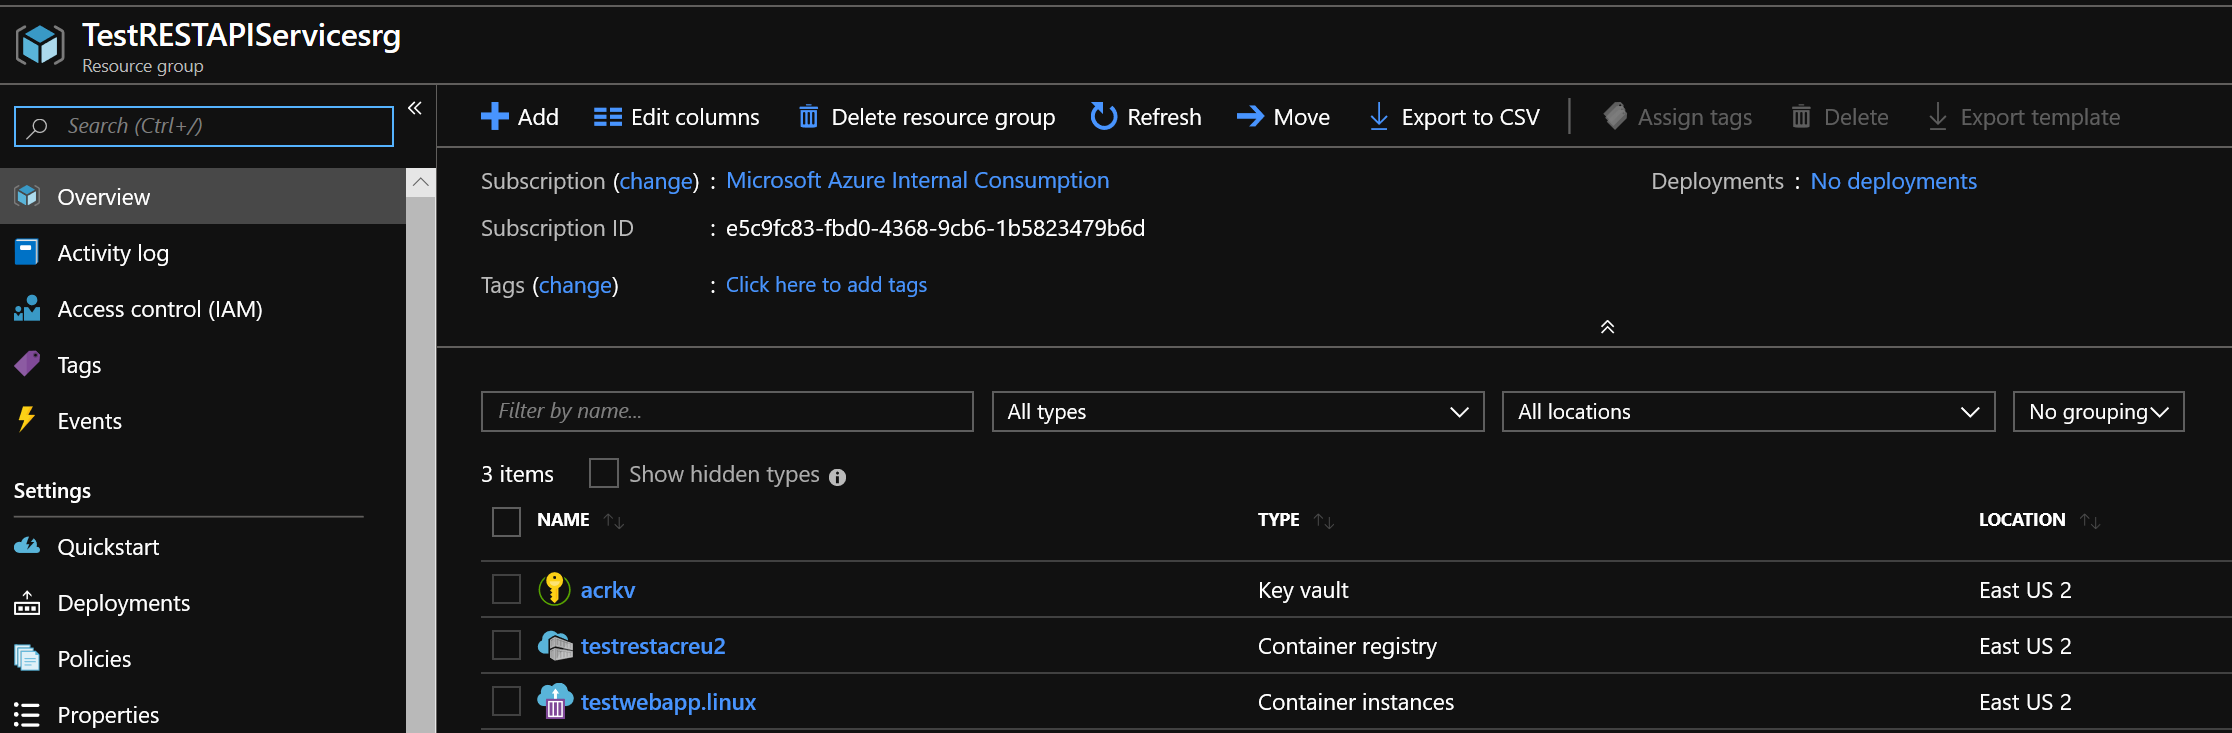 TestRESTAPIServicesrg
Resource group
Search (Ctrl+/)
Overview
Activity log
Access control (IAM)
Tags
Events
Settings
Quickstart
Deployments
Policies
Properties
Add Edit columns Delete resource group Refresh Move Export to CSV Assign tags Delete Export template
Subscription (change) : Microsoft Azure Internal Consumption Deployments : No deployments
Subscription ID : e5c9fc83-fbd0-4368-9cb6-1b5823479b6d
Tags (change) : Click here to add tags
Filter by name... All types All locations No grouping
3 items Show hidden types
NAME TYPE LOCATION
acrkv Key vault East US 2
testrestacreu2 Container registry East US 2
testwebapp.linux Container instances East US 2